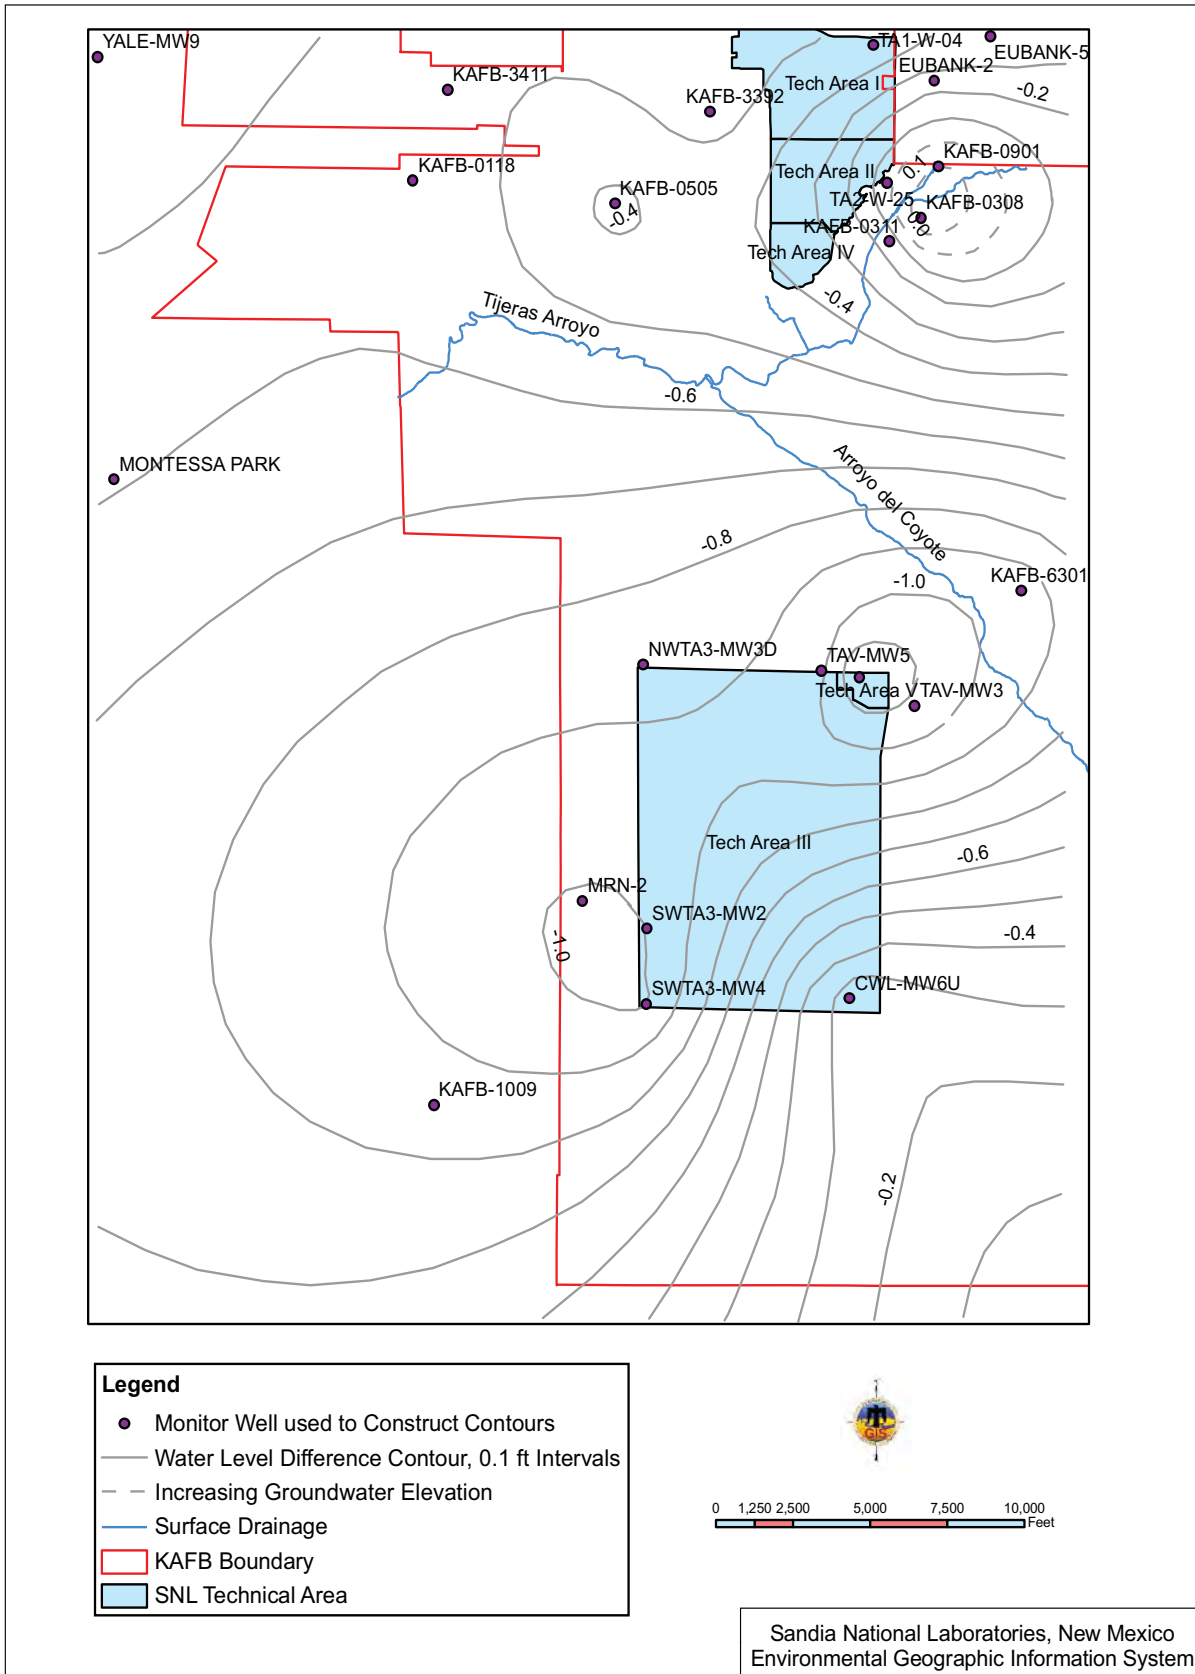 YALE-MW9
TA1-W-04
EUBANK-5
EUBANK-2
KAFB-3411
Tech Area I
-0.2
KAFB-3392
KAFB-0901
0.1
KAFB-0118
Tech Area II
KAFB-0505
TA2-W-25
KAFB-0308
-0.4
0.0
KAFB-0311
Tech Area IV
Tijeras Arroyo
-0.4
-0.6
MONTESSA PARK
Arroyo del Coyote
-0.8
-1.0
KAFB-6301
NWTA3-MW3D
TAV-MW5
Tech Area V
TAV-MW3
Tech Area III
-0.6
MRN-2
SWTA3-MW2
-1.0
-0.4
CWL-MW6U
SWTA3-MW4
KAFB-1009
-0.2
Legend
Monitor Well used to Construct Contours
Water Level Difference Contour, 0.1 ft Intervals
Increasing Groundwater Elevation
Surface Drainage
KAFB Boundary
SNL Technical Area
GIS
0 1,250 2,500 5,000 7,500 10,000
Feet
Sandia National Laboratories, New Mexico
Environmental Geographic Information System